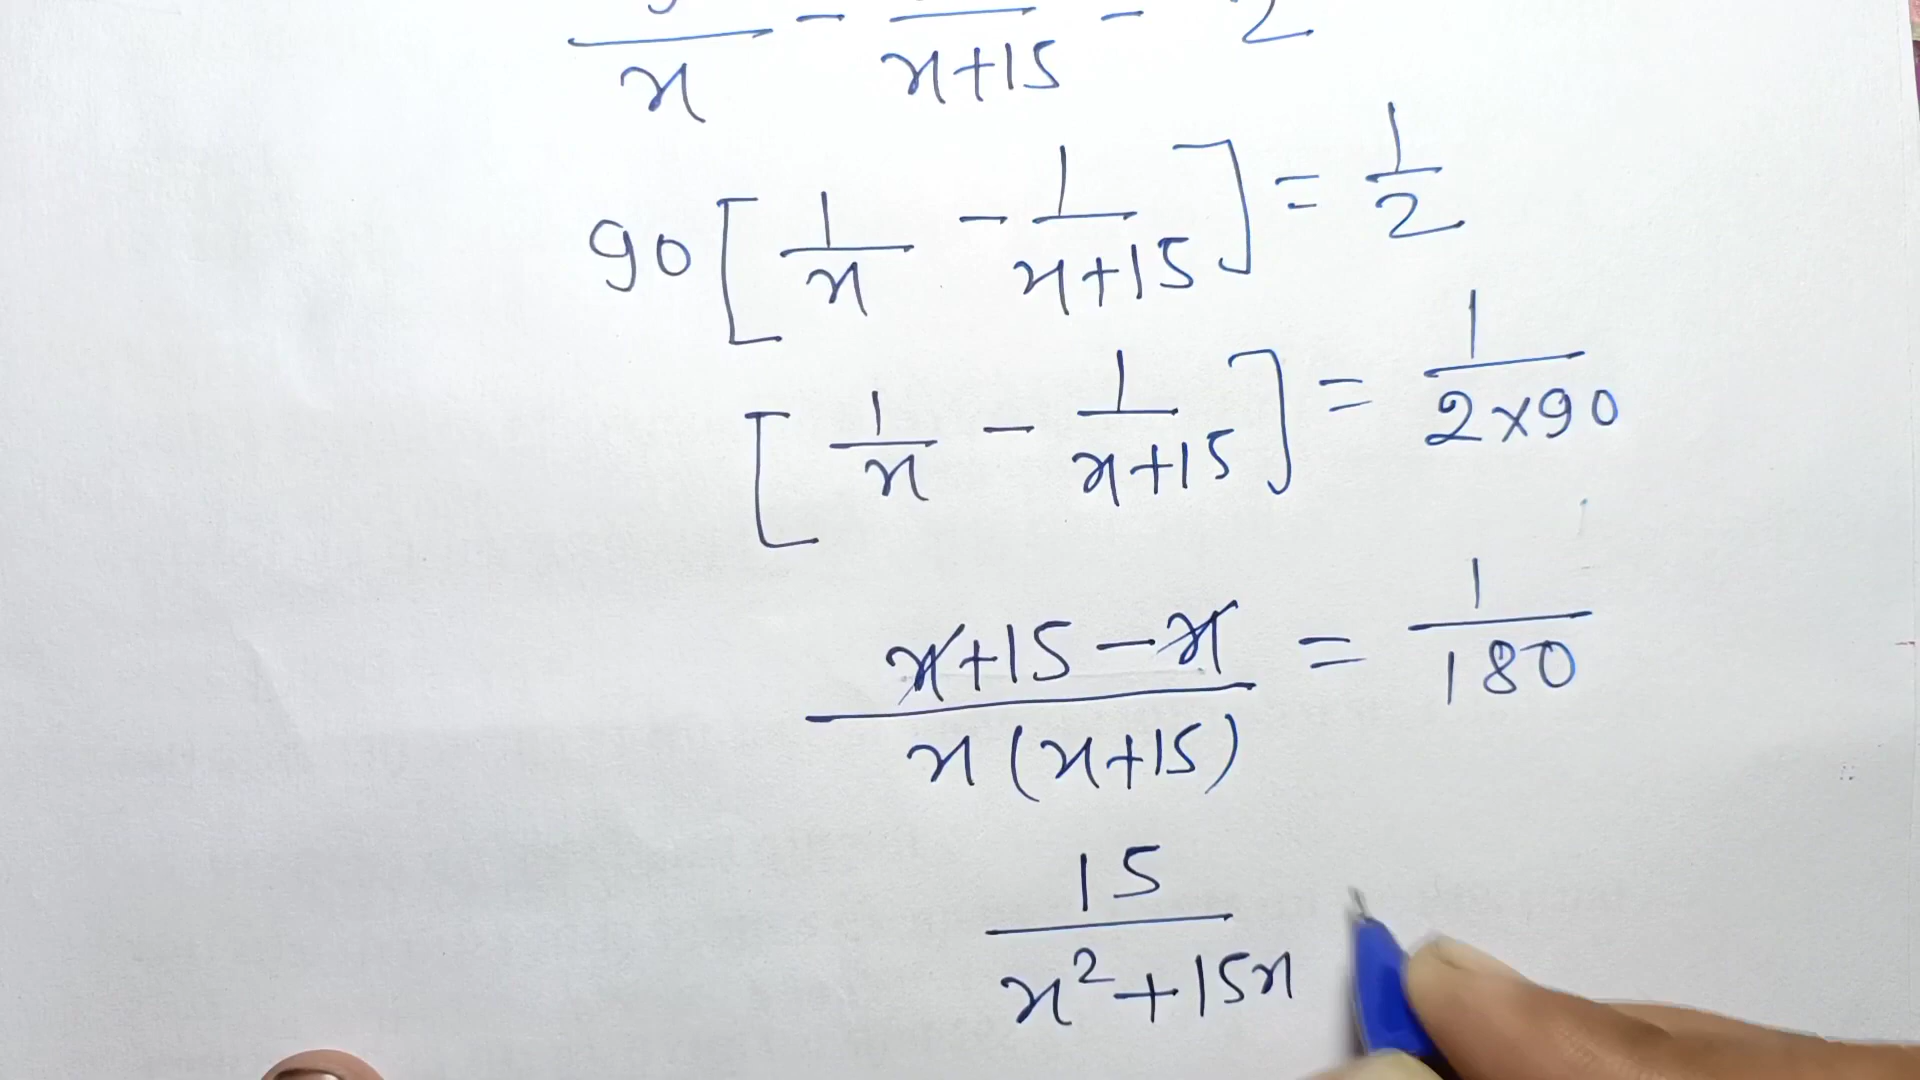 /x - /x+15 - 2
90[1/x - 1/x+15] = 1/2
[1/x - 1/x+15] = 1/2×90
x+15-x/x(x+15) = 1/180
15/x²+15x